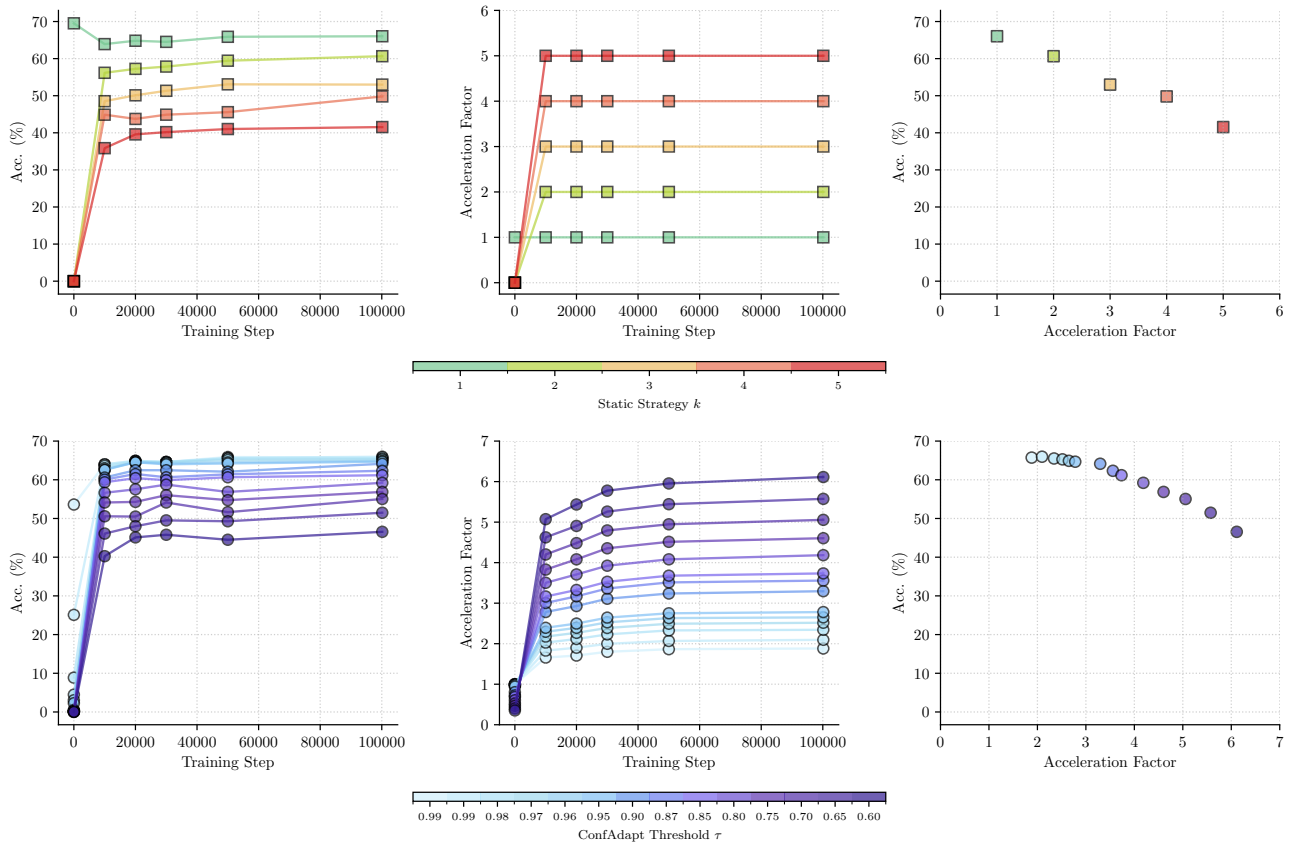 70
60
50
40
30
20
10
0
Acc. (%)
0 20000 40000 60000 80000 100000
Training Step
6
5
4
3
2
1
0
Acceleration Factor
0 20000 40000 60000 80000 100000
Training Step
70
60
50
40
30
20
10
0
Acc. (%)
0 1 2 3 4 5 6
Acceleration Factor
1 2 3 4 5
Static Strategy k
70
60
50
40
30
20
10
0
Acc. (%)
0 20000 40000 60000 80000 100000
Training Step
7
6
5
4
3
2
1
0
Acceleration Factor
0 20000 40000 60000 80000 100000
Training Step
70
60
50
40
30
20
10
0
Acc. (%)
0 1 2 3 4 5 6 7
Acceleration Factor
0.99 0.99 0.98 0.97 0.96 0.95 0.90 0.87 0.85 0.80 0.75 0.70 0.65 0.60
ConfAdapt Threshold τ